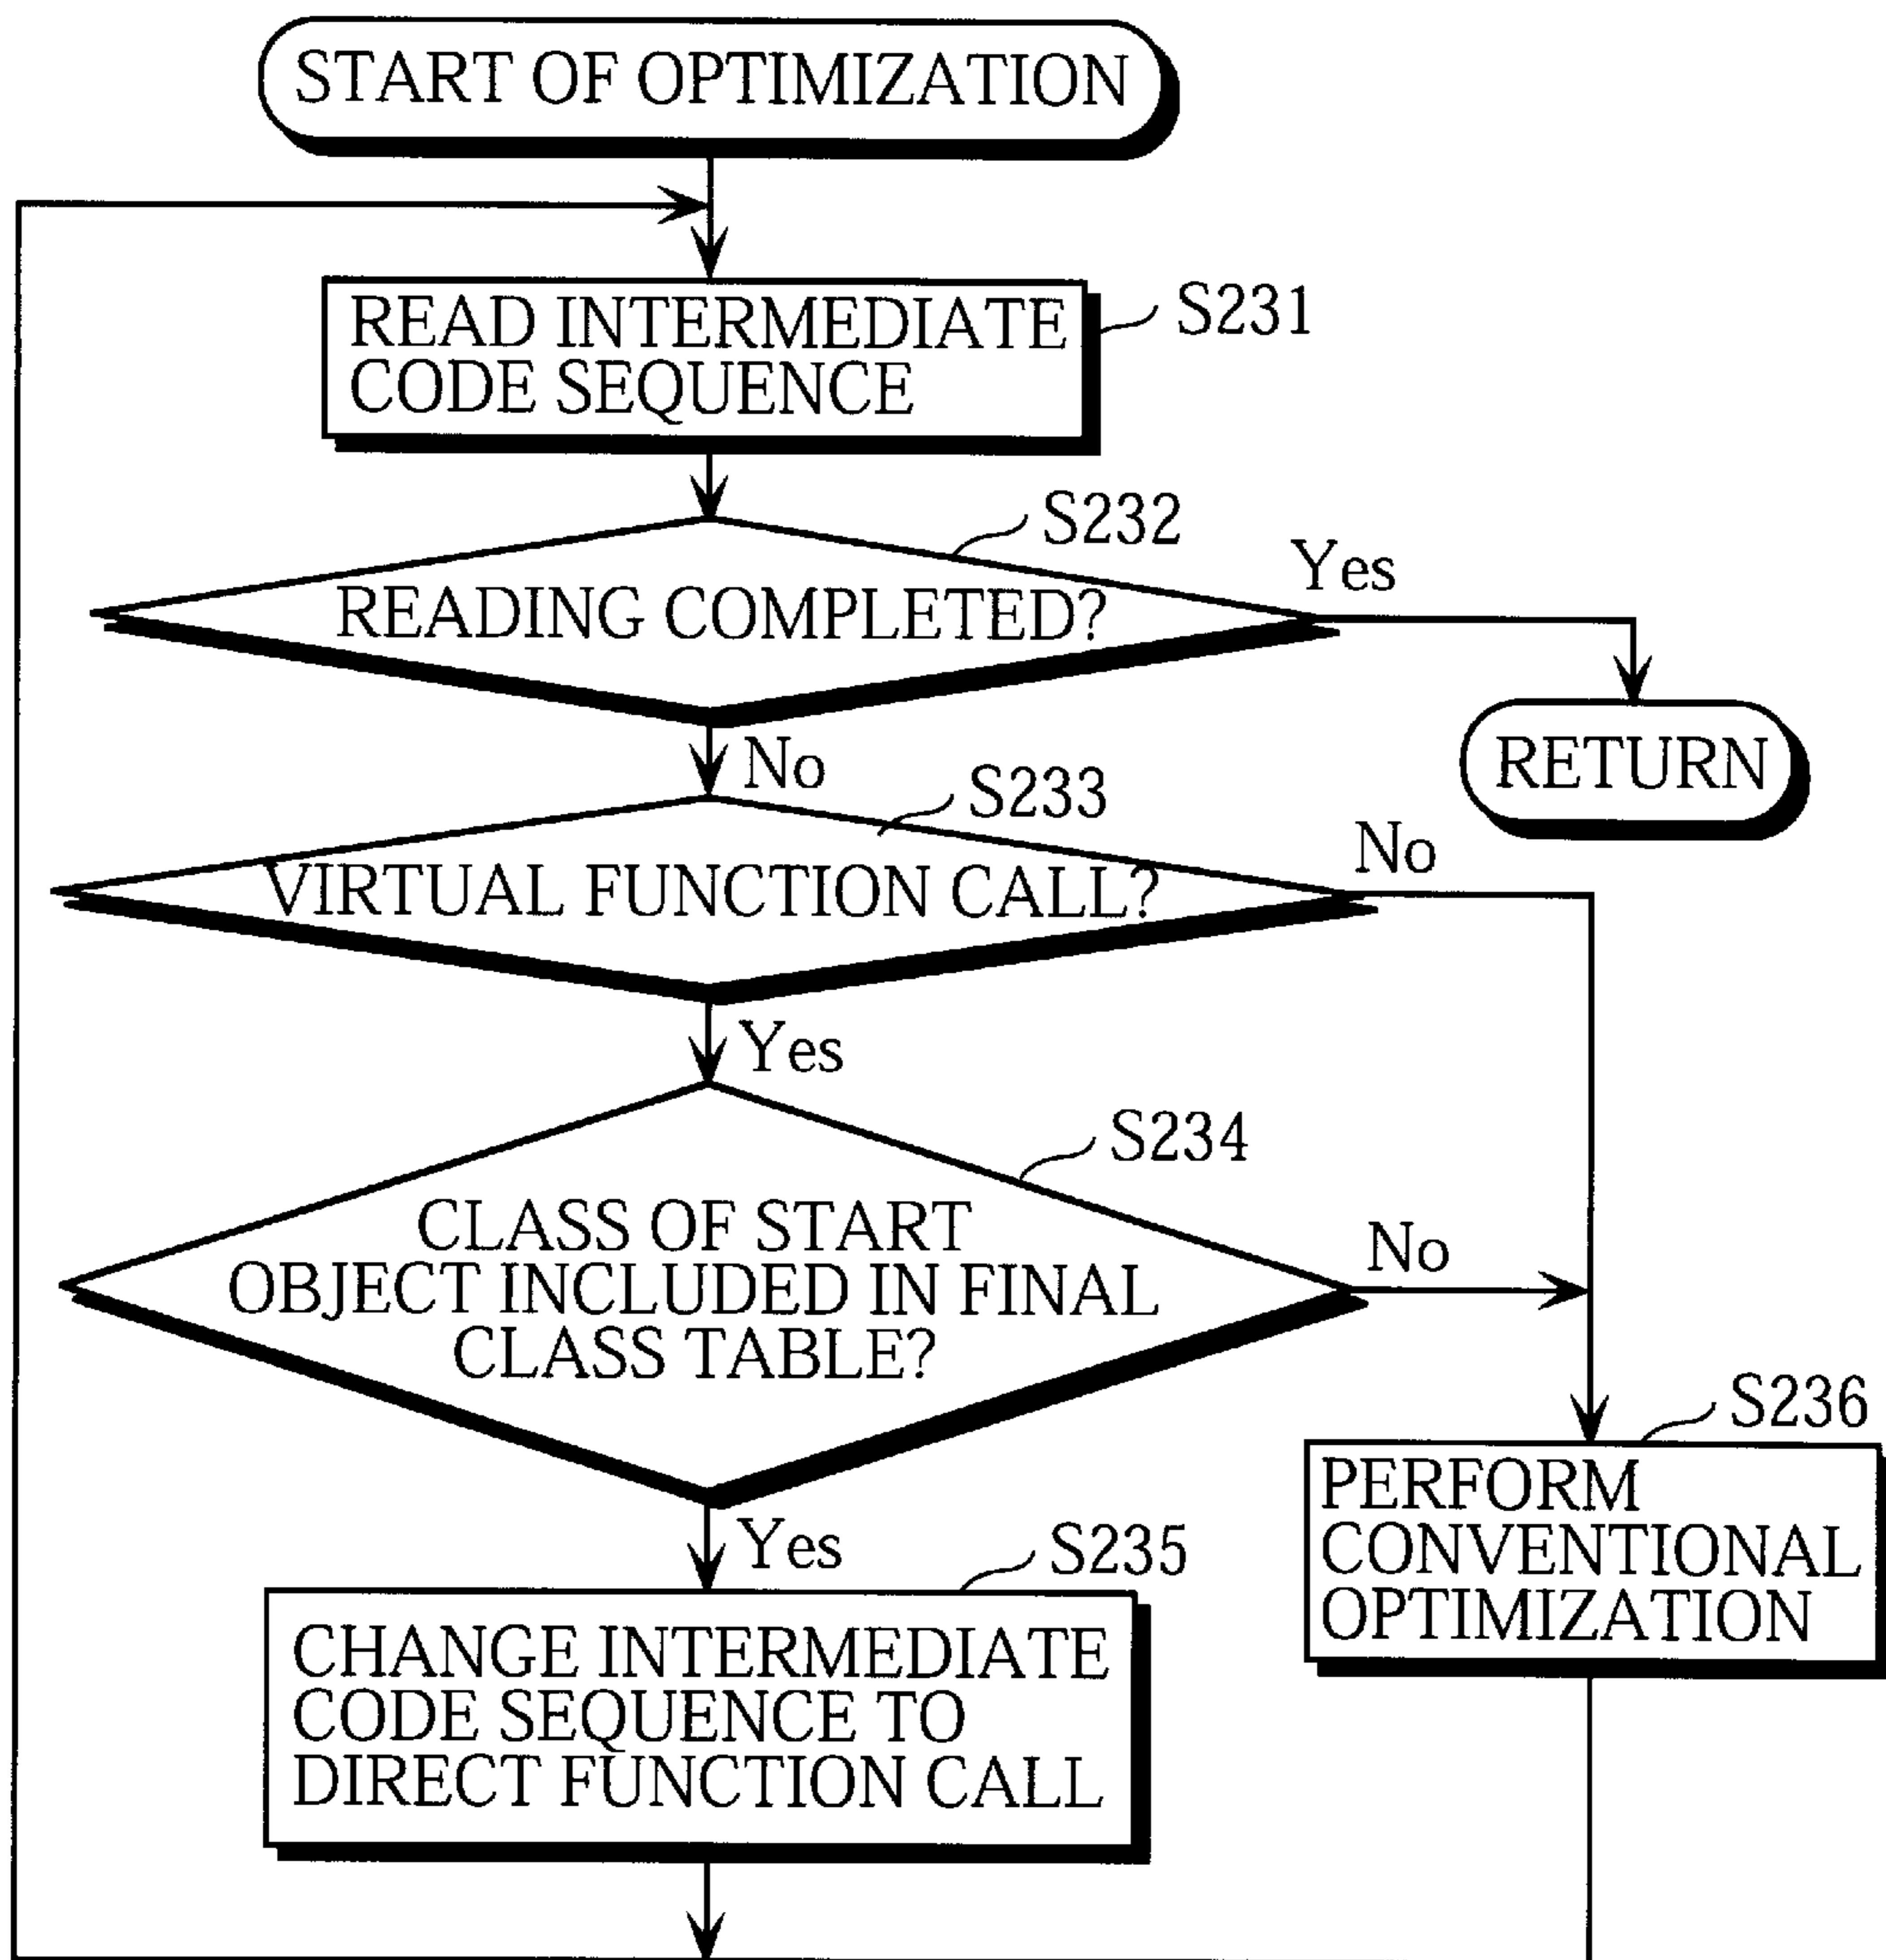 START OF OPTIMIZATION
READ INTERMEDIATE
CODE SEQUENCE
S231
S232
READING COMPLETED?
Yes
No
RETURN
S233
VIRTUAL FUNCTION CALL?
No
Yes
S234
CLASS OF START
OBJECT INCLUDED IN FINAL
CLASS TABLE?
No
Yes
S235
CHANGE INTERMEDIATE
CODE SEQUENCE TO
DIRECT FUNCTION CALL
S236
PERFORM
CONVENTIONAL
OPTIMIZATION